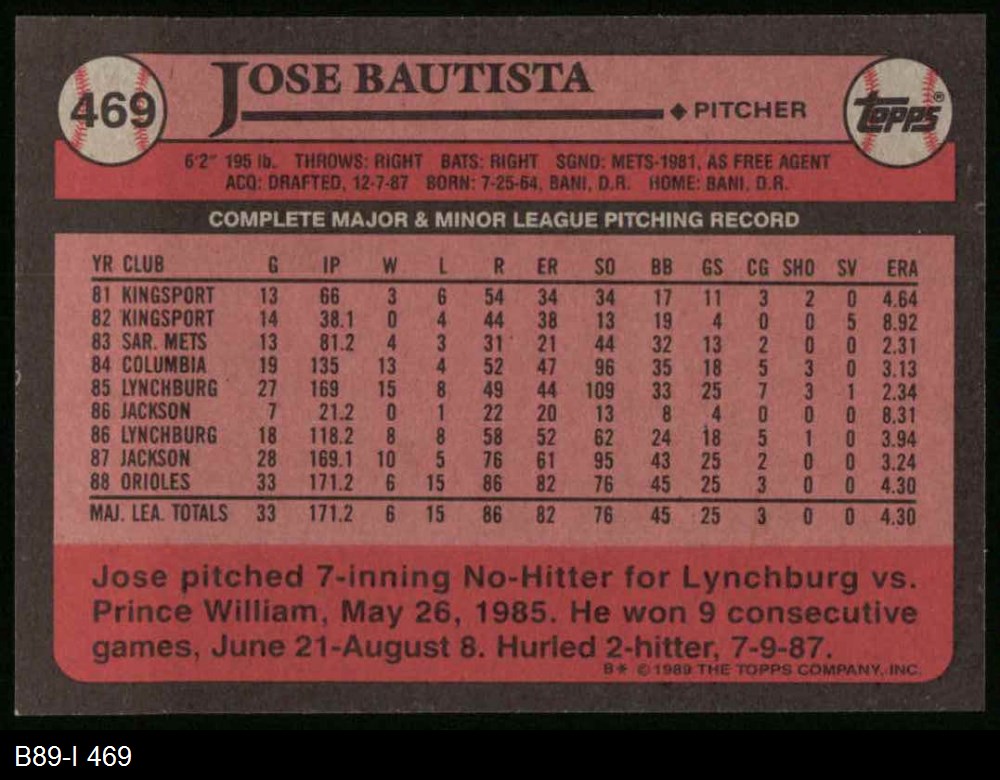 469
JOSE BAUTISTA
◆ PITCHER
TOPPS®
6'2" 195 lb. THROWS: RIGHT BATS: RIGHT SGND: METS-1981, AS FREE AGENT
ACQ: DRAFTED, 12-7-87 BORN: 7-25-64, BANI, D.R. HOME: BANI, D.R.
COMPLETE MAJOR & MINOR LEAGUE PITCHING RECORD
YR CLUB G IP W L R ER SO BB GS CG SHO SV ERA
81 KINGSPORT 13 66 3 6 54 34 34 17 11 3 2 0 4.64
82 KINGSPORT 14 38.1 0 4 44 38 13 19 4 0 0 5 8.92
83 SAR. METS 13 81.2 4 3 31 21 44 32 13 2 0 0 2.31
84 COLUMBIA 19 135 13 4 52 47 96 35 18 5 3 0 3.13
85 LYNCHBURG 27 169 15 8 49 44 109 33 25 7 3 1 2.34
86 JACKSON 7 21.2 0 1 22 20 13 8 4 0 0 0 8.31
86 LYNCHBURG 18 118.2 8 8 58 52 62 24 18 5 1 0 3.94
87 JACKSON 28 169.1 10 5 76 61 95 43 25 2 0 0 3.24
88 ORIOLES 33 171.2 6 15 86 82 76 45 25 3 0 0 4.30
MAJ. LEA. TOTALS 33 171.2 6 15 86 82 76 45 25 3 0 0 4.30
Jose pitched 7-inning No-Hitter for Lynchburg vs.
Prince William, May 26, 1985. He won 9 consecutive
games, June 21-August 8. Hurled 2-hitter, 7-9-87.
B* ©1989 THE TOPPS COMPANY, INC.
B89-I 469